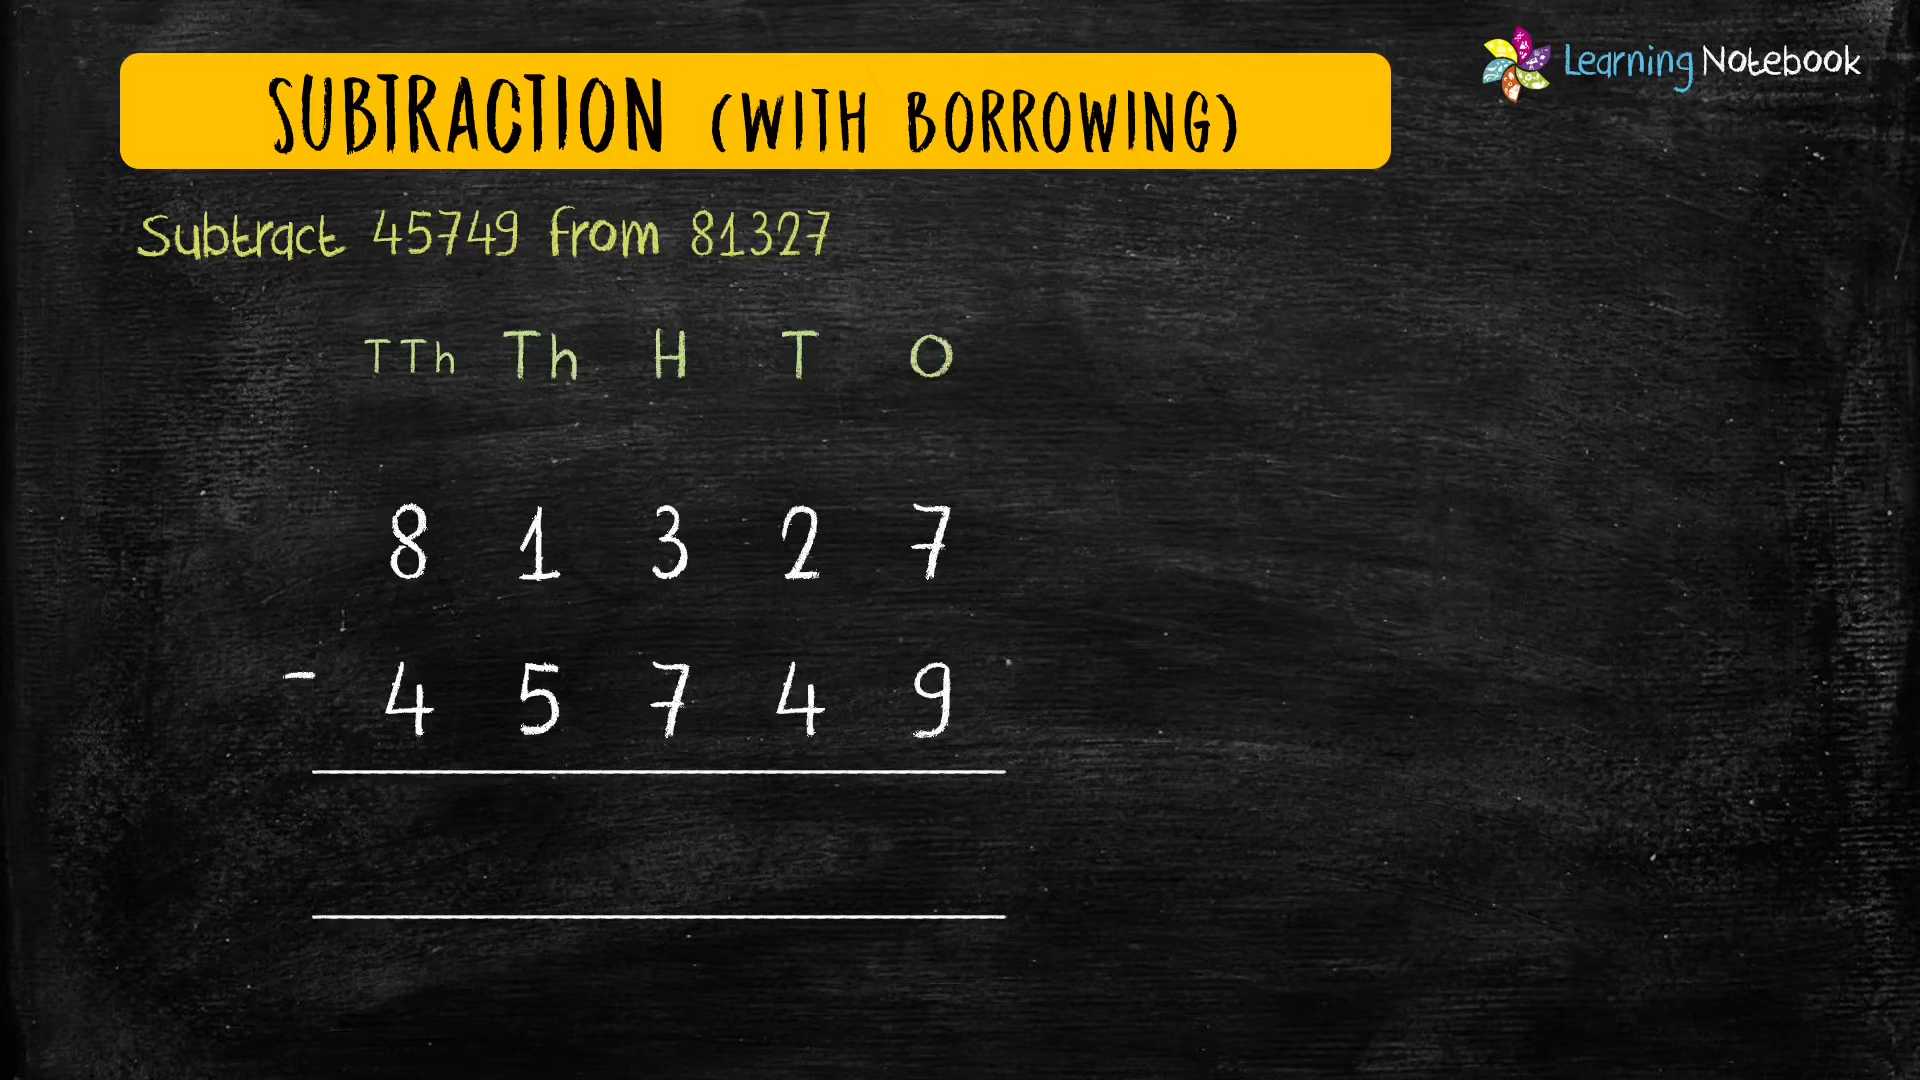 Learning Notebook
SUBTRACTION (WITH BORROWING)
Subtract 45749 from 81327
TTh Th H T O
8 1 3 2 7
- 4 5 7 4 9